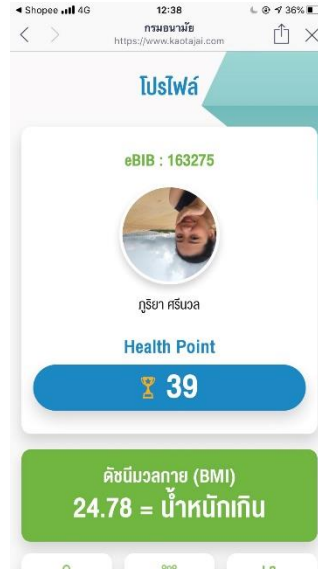 Shopee 4G 12:38 36%
กรมอนามัย
https://www.kaotajai.com
โปรไฟล์
eBIB : 163275
ภูริยา ศรีนวล
Health Point
39
ดัชนีมวลกาย (BMI)
24.78 = น้ำหนักเกิน